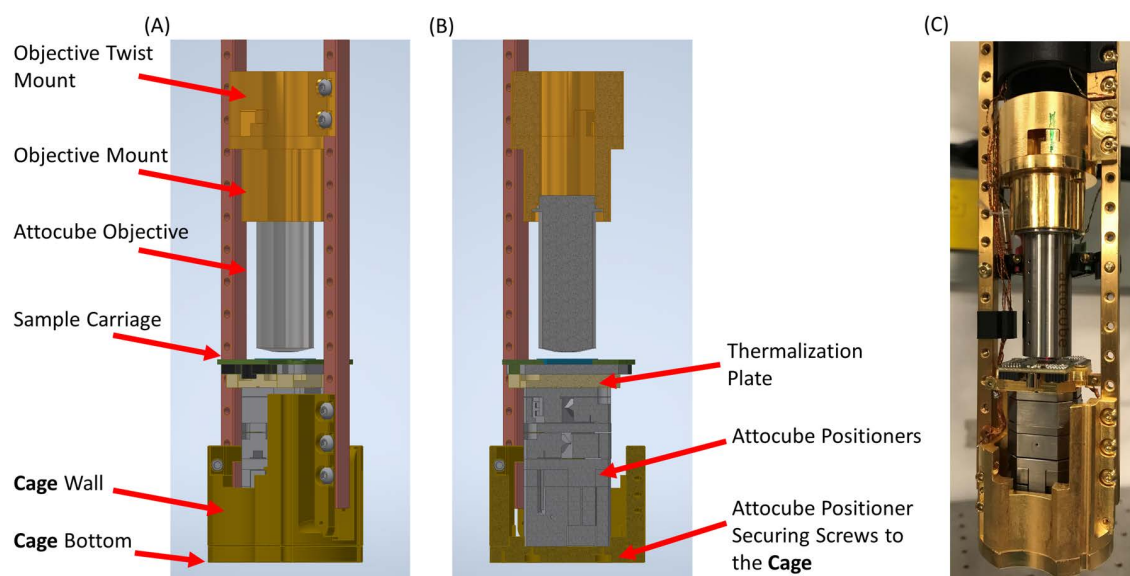 (A)
(B)
(C)
Objective Twist
Mount
Objective Mount
Attocube Objective
Sample Carriage
Cage Wall
Cage Bottom
Thermalization
Plate
Attocube Positioners
Attocube Positioner
Securing Screws to
the Cage
attocube